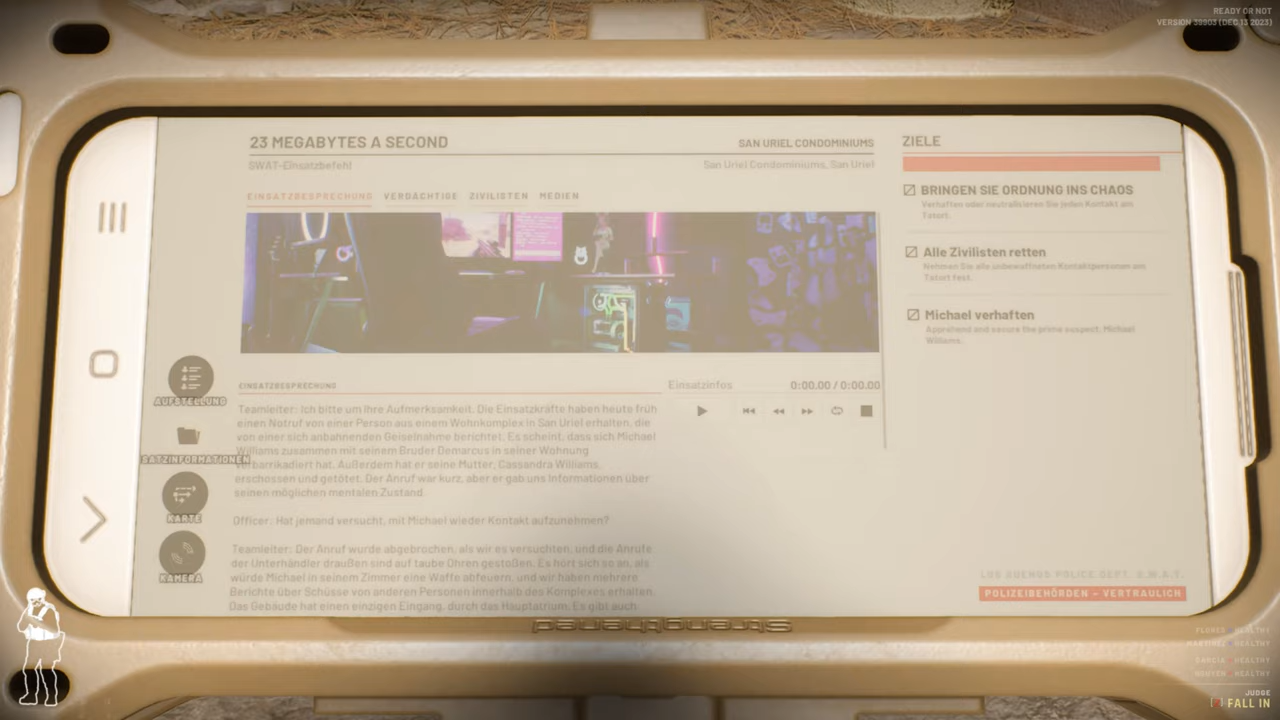 READY OR NOT
VERSION 39903 (DEC 13 2023)
23 MEGABYTES A SECOND
SAN URIEL CONDOMINIUMS
SWAT-Einsatzbefehl
San Uriel Condominiums, San Uriel
EINSATZBESPRECHUNG VERDÄCHTIGE ZIVILISTEN MEDIEN
ZIELE
BRINGEN SIE ORDNUNG INS CHAOS
Verhaften oder neutralisieren Sie jeden Kontakt am
Tatort.
Alle Zivilisten retten
Nehmen Sie alle unbewaffneten Kontaktpersonen am
Tatort fest.
Michael verhaften
Apprehend and secure the prime suspect, Michael
Williams.
AUFSTELLUNG
SATZINFORMATIONEN
KARTE
KAMERA
EINSATZBESPRECHUNG
Einsatzinfos 0:00.00 / 0:00.00
Teamleiter: Ich bitte um Ihre Aufmerksamkeit. Die Einsatzkräfte haben heute früh
einen Notruf von einer Person aus einem Wohnkomplex in San Uriel erhalten, die
von einer sich anbahnenden Geiselnahme berichtet. Es scheint, dass sich Michael
Williams zusammen mit seinem Bruder Demarcus in seiner Wohnung
verbarrikadiert hat. Außerdem hat er seine Mutter, Cassandra Williams,
erschossen und getötet. Der Anruf war kurz, aber er gab uns Informationen über
seinen möglichen mentalen Zustand.
Officer: Hat jemand versucht, mit Michael wieder Kontakt aufzunehmen?
Teamleiter: Der Anruf wurde abgebrochen, als wir es versuchten, und die Anrufe
der Unterhändler draußen sind auf taube Ohren gestoßen. Es hört sich so an, als
würde Michael in seinem Zimmer eine Waffe abfeuern, und wir haben mehrere
Berichte über Schüsse von anderen Personen innerhalb des Komplexes erhalten.
Das Gebäude hat einen einzigen Eingang, durch das Hauptatrium. Es gibt auch
LOS SUENOS POLICE DEPT. S.W.A.T.
POLIZEIBEHÖRDEN – VERTRAULICH
HEALTHY
MARTINEZ HEALTHY
GARCIA HEALTHY
NGUYEN HEALTHY
JUDGE
FALL IN